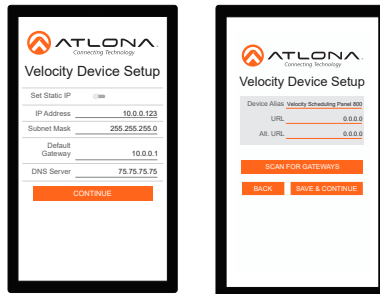 ATLONA.
Connecting Technology
Velocity Device Setup
Set Static IP
IP Address 10.0.0.123
Subnet Mask 255.255.255.0
Default
Gateway 10.0.0.1
DNS Server 75.75.75.75
CONTINUE
ATLONA.
Connecting Technology
Velocity Device Setup
Device Alias Velocity Scheduling Panel 800
URL 0.0.0.0
Alt. URL 0.0.0.0
SCAN FOR GATEWAYS
BACK SAVE & CONTINUE